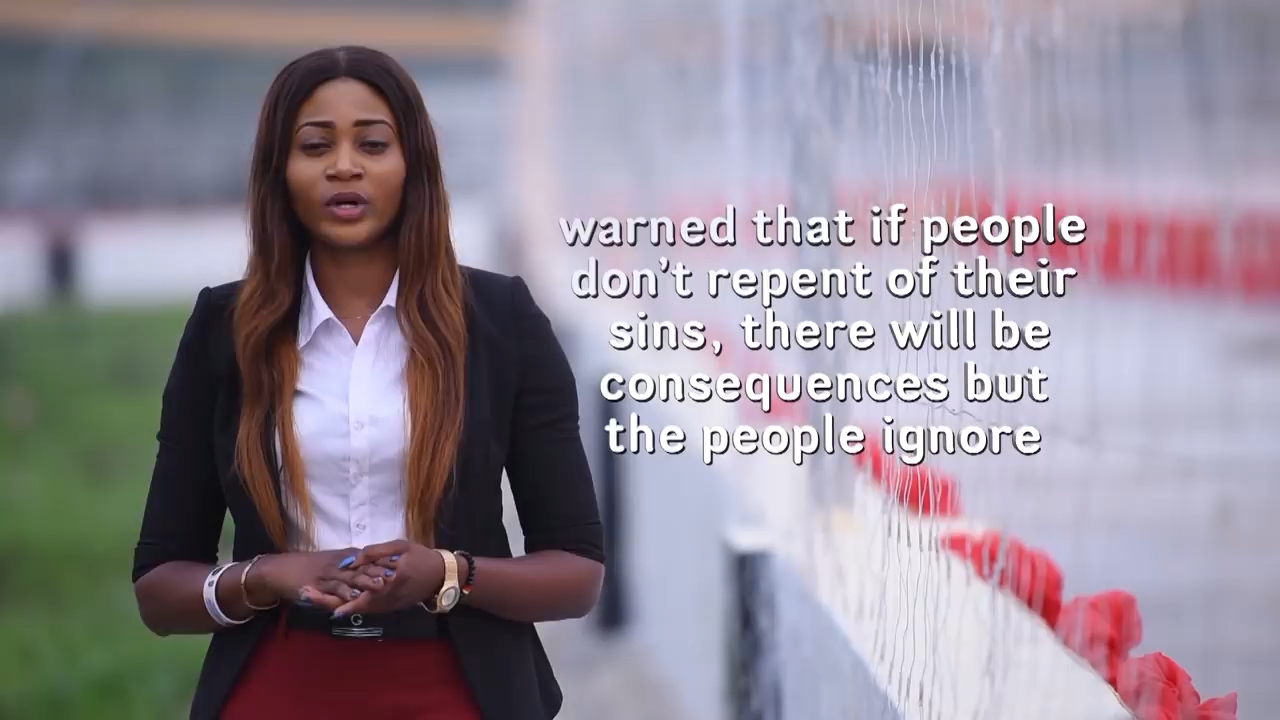 warned that if people
don't repent of their
sins, there will be
consequences but
the people ignore
G